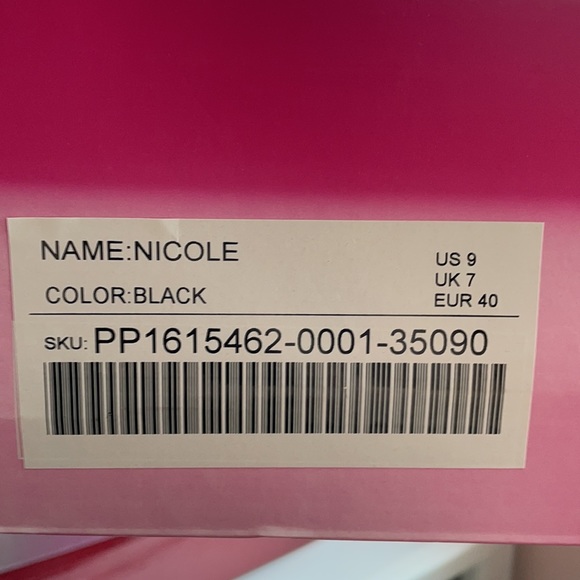 NAME:NICOLE
COLOR:BLACK
US 9
UK 7
EUR 40
SKU: PP1615462-0001-35090